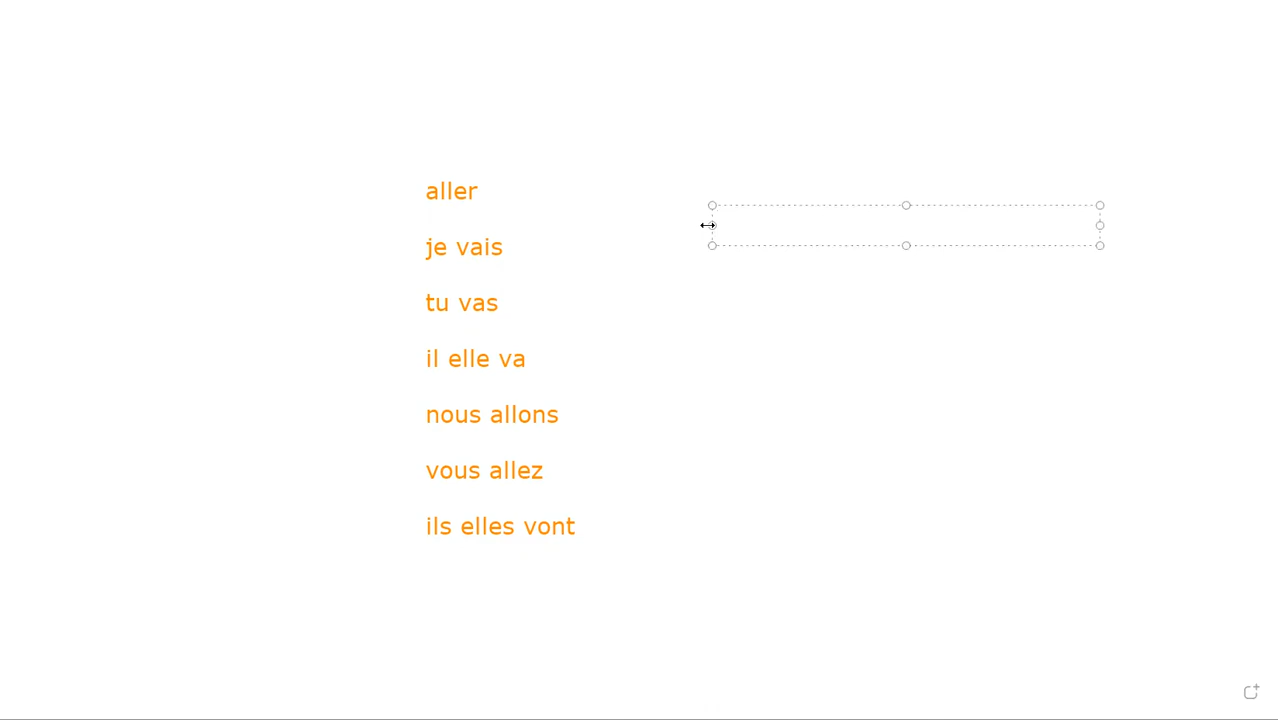 aller
je vais
tu vas
il elle va
nous allons
vous allez
ils elles vont